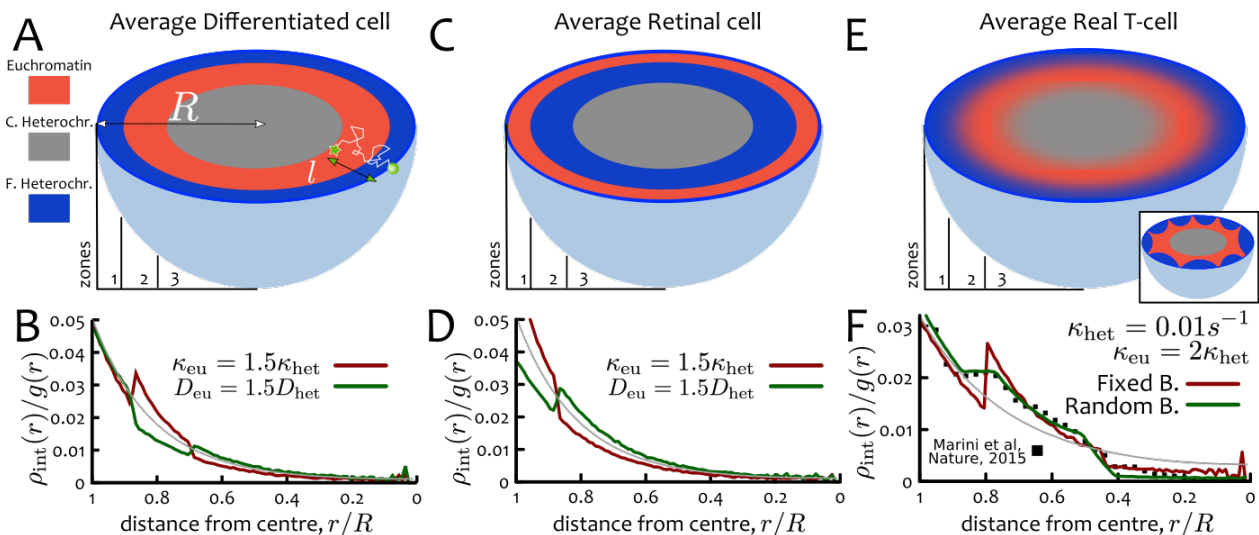 A Average Differentiated cell
Euchromatin
C. Heterochr.
F. Heterochr.
R
l
zones
1 2 3
C Average Retinal cell
zones
1 2 3
E Average Real T-cell
zones
1 2 3
B
ρint(r)/g(r)
0.05
0.04
0.03
0.02
0.01
0
κeu = 1.5κhet
Deu = 1.5Dhet
1 0.8 0.6 0.4 0.2 0
distance from centre, r/R
D
0.05
0.04
0.03
0.02
0.01
0
κeu = 1.5κhet
Deu = 1.5Dhet
1 0.8 0.6 0.4 0.2 0
distance from centre, r/R
F
ρint(r)/g(r)
0.03
0.02
0.01
0
κhet = 0.01s⁻¹
κeu = 2κhet
Fixed B.
Random B.
Marini et al,
Nature, 2015
1 0.8 0.6 0.4 0.2 0
distance from centre, r/R